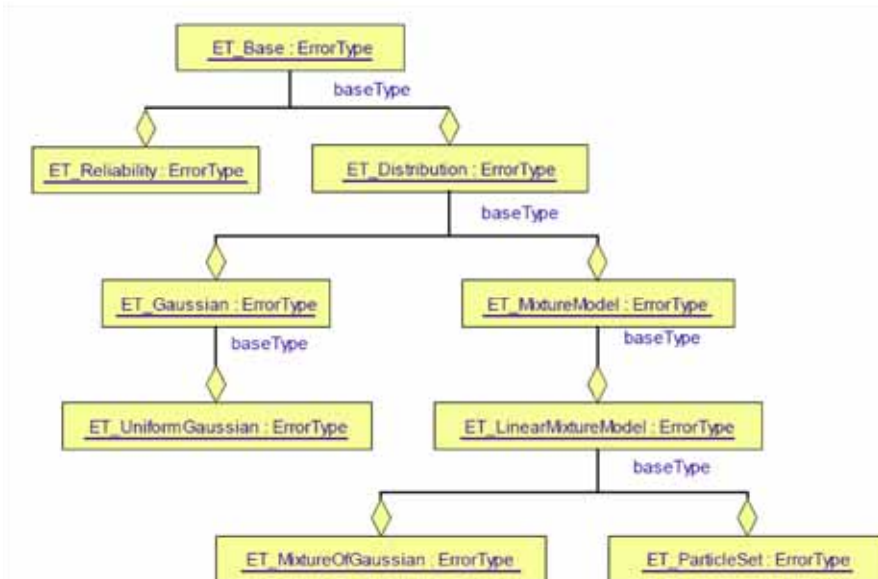 ET_Base : ErrorType
baseType
ET_Reliability : ErrorType
ET_Distribution : ErrorType
baseType
ET_Gaussian : ErrorType
ET_MixtureModel : ErrorType
baseType
baseType
ET_UniformGaussian : ErrorType
ET_LinearMixtureModel : ErrorType
baseType
ET_MixtureOfGaussian : ErrorType
ET_ParticleSet : ErrorType